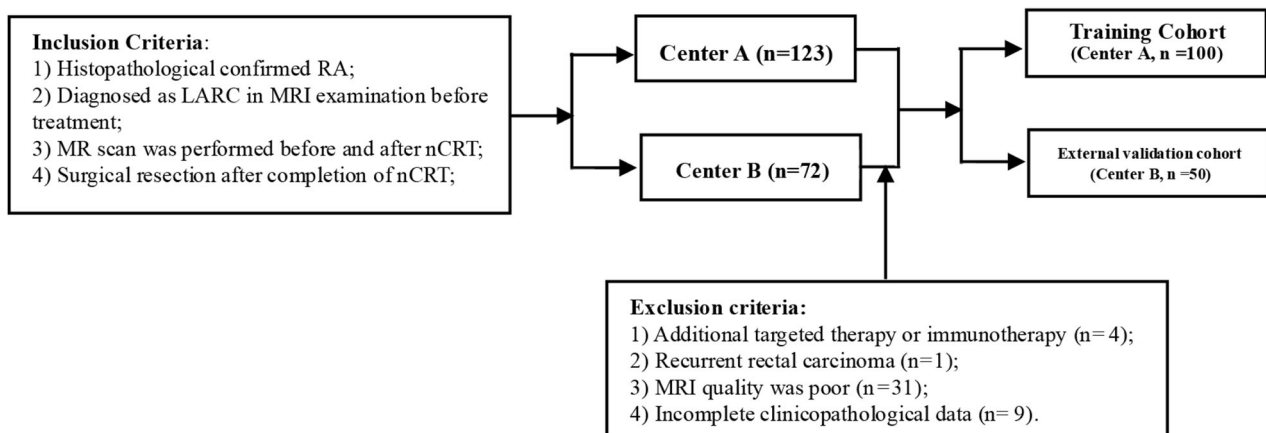 Inclusion Criteria:
1) Histopathological confirmed RA;
2) Diagnosed as LARC in MRI examination before
treatment;
3) MR scan was performed before and after nCRT;
4) Surgical resection after completion of nCRT;
Center A (n=123)
Center B (n=72)
Training Cohort
(Center A, n =100)
External validation cohort
(Center B, n =50)
Exclusion criteria:
1) Additional targeted therapy or immunotherapy (n= 4);
2) Recurrent rectal carcinoma (n=1);
3) MRI quality was poor (n=31);
4) Incomplete clinicopathological data (n= 9).